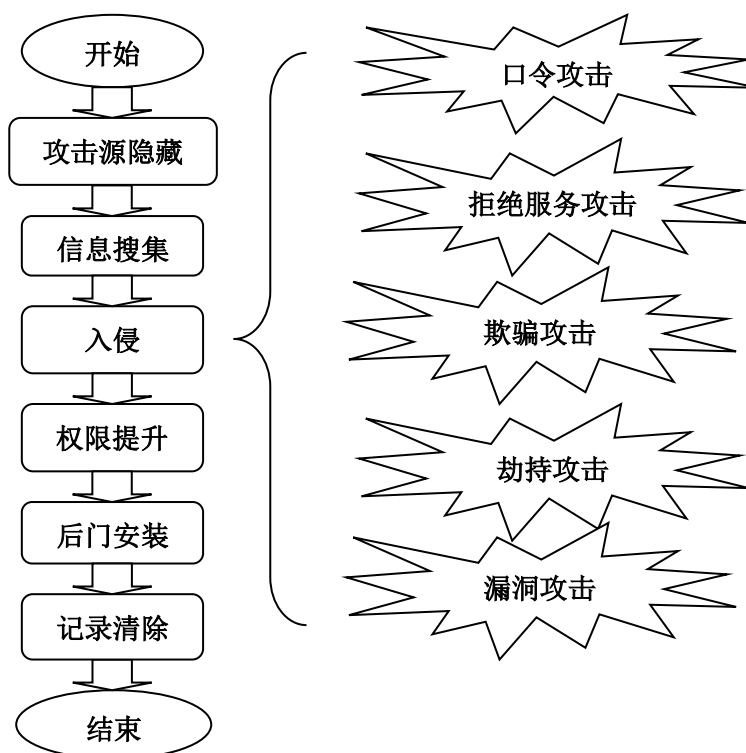 开始
攻击源隐藏
信息搜集
入侵
权限提升
后门安装
记录清除
结束
口令攻击
拒绝服务攻击
欺骗攻击
劫持攻击
漏洞攻击